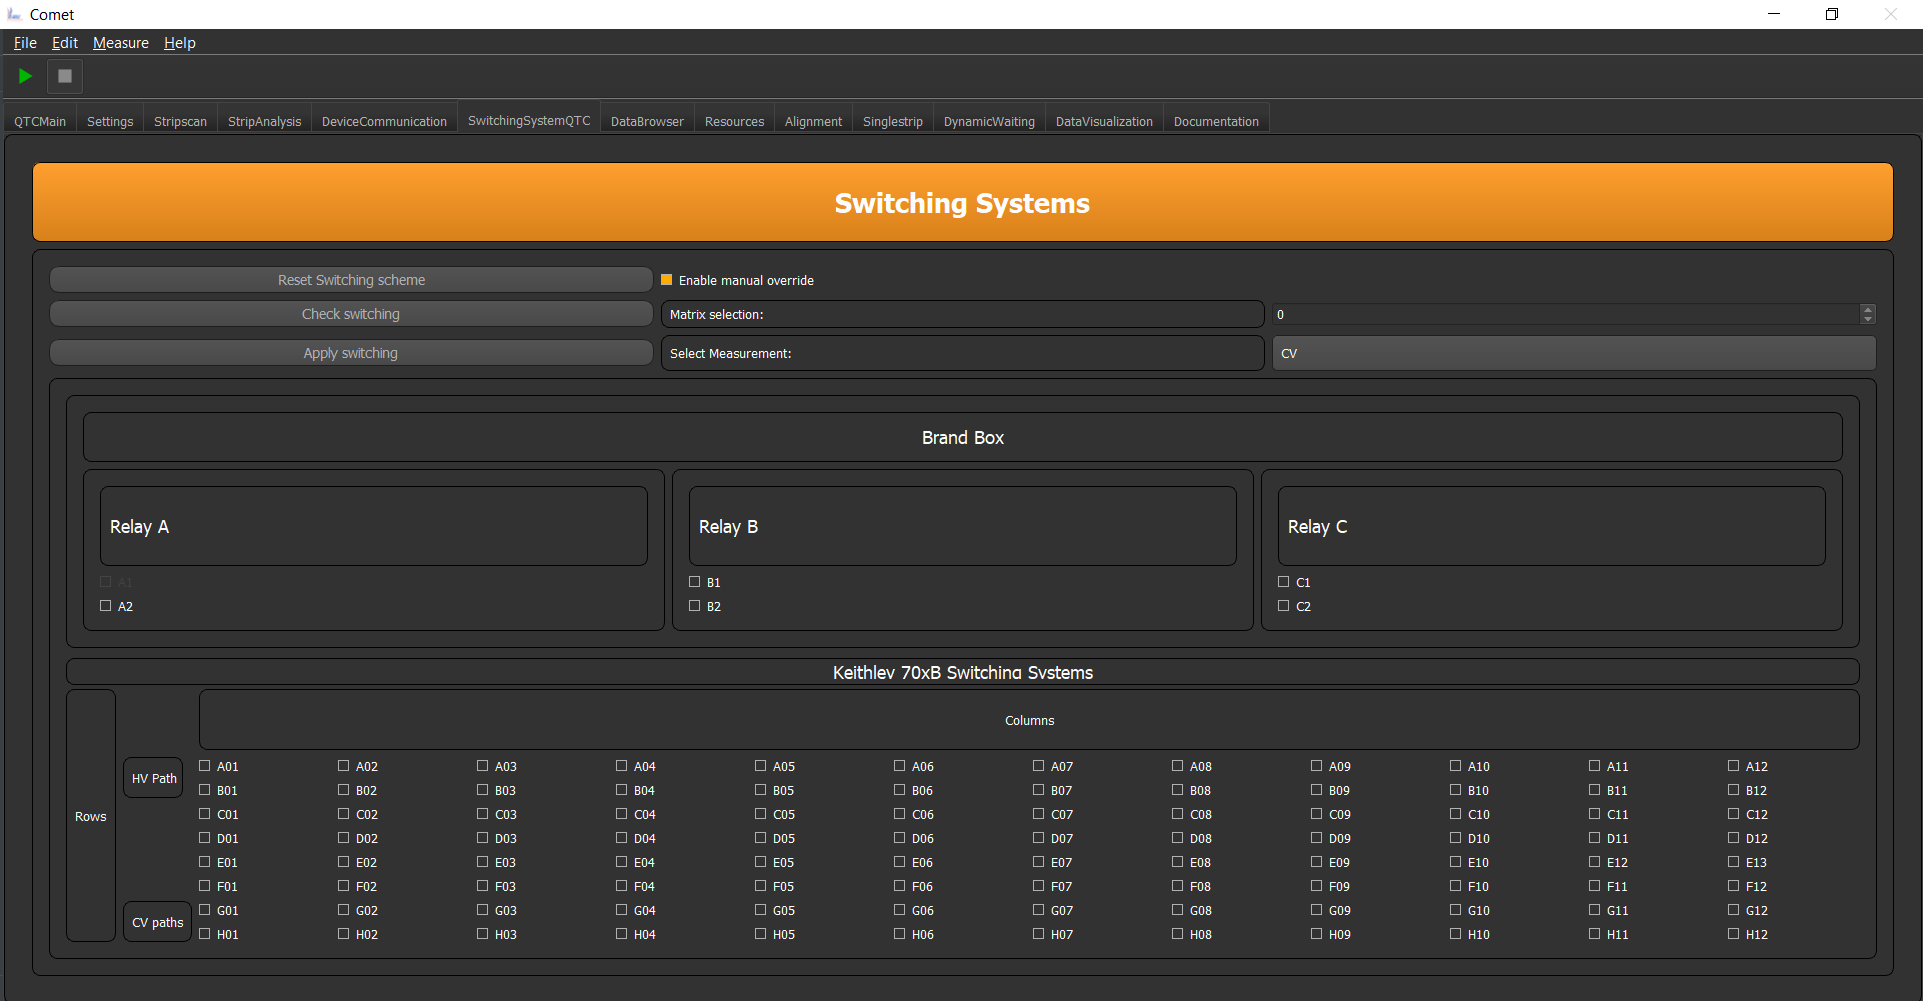 Comet
File Edit Measure Help
QTCMain Settings Stripscan StripAnalysis DeviceCommunication SwitchingSystemQTC DataBrowser Resources Alignment Singlestrip DynamicWaiting DataVisualization Documentation
Switching Systems
Reset Switching scheme Enable manual override
Check switching Matrix selection: 0
Apply switching Select Measurement: CV
Brand Box
Relay A Relay B Relay C
A1 B1 C1
A2 B2 C2
Keithley 70xB Switching Systems
Columns
A01 A02 A03 A04 A05 A06 A07 A08 A09 A10 A11 A12
HV Path
B01 B02 B03 B04 B05 B06 B07 B08 B09 B10 B11 B12
C01 C02 C03 C04 C05 C06 C07 C08 C09 C10 C11 C12
Rows
D01 D02 D03 D04 D05 D06 D07 D08 D09 D10 D11 D12
E01 E02 E03 E04 E05 E06 E07 E08 E09 E10 E12 E13
F01 F02 F03 F04 F05 F06 F07 F08 F09 F10 F11 F12
G01 G02 G03 G04 G05 G06 G07 G08 G09 G10 G11 G12
CV paths
H01 H02 H03 H04 H05 H06 H07 H08 H09 H10 H11 H12